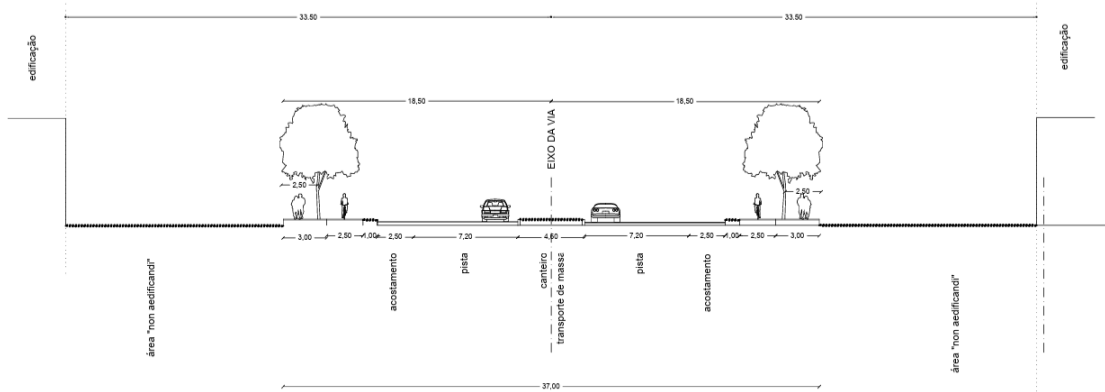 33.50
33.50
edificação
edificação
18,50
18,50
EIXO DA VIA
2,50
2,50
3,00
2,50
1,00
2,50
7,20
4,60
7,20
2,50
1,00
2,50
3,00
área "non aedificandi"
acostamento
pista
canteiro
transporte de massa
pista
acostamento
área "non aedificandi"
37,00